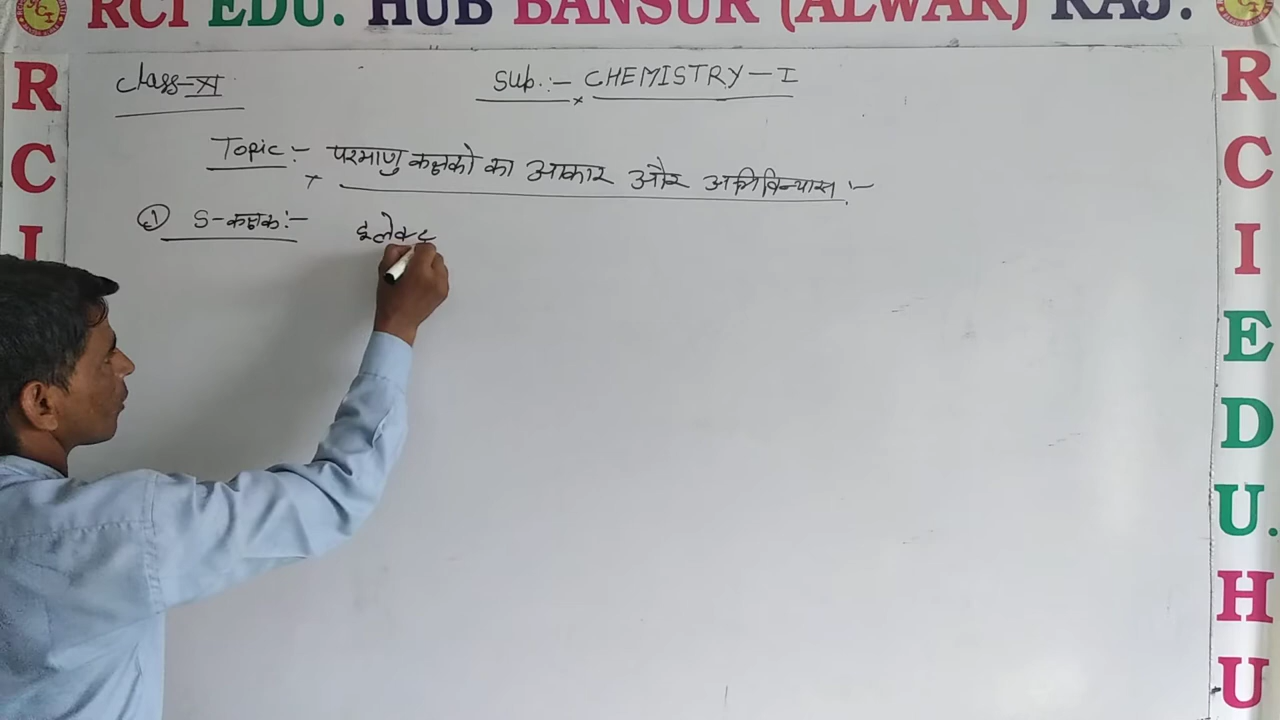 RCI EDU. HUB BANSUR (ALWAR) RAJ.
Class-XI
Sub.:- CHEMISTRY-I
Topic:- परमाणु कक्षको का आकार और अभिविन्यास :-
① S-कक्षक:- इलेक्ट
R
C
I
R
C
I
E
D
U.
H
U